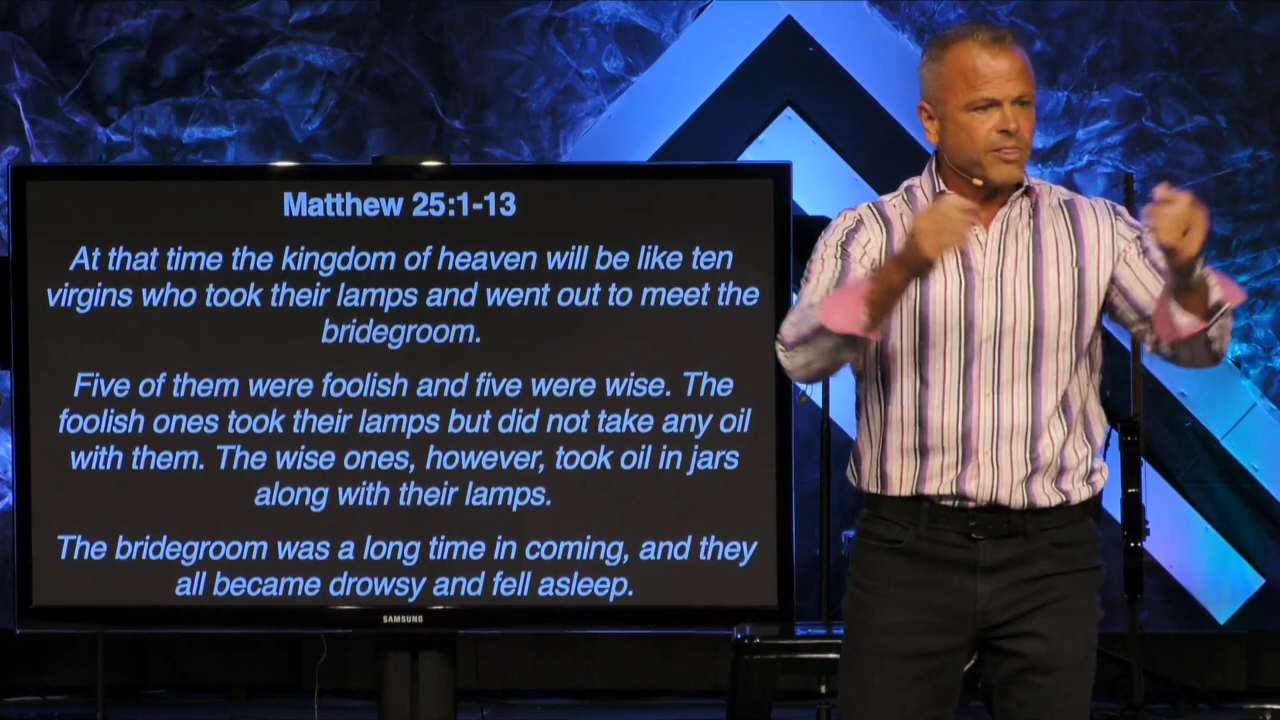 Matthew 25:1-13
At that time the kingdom of heaven will be like ten
virgins who took their lamps and went out to meet the
bridegroom.
Five of them were foolish and five were wise. The
foolish ones took their lamps but did not take any oil
with them. The wise ones, however, took oil in jars
along with their lamps.
The bridegroom was a long time in coming, and they
all became drowsy and fell asleep.
SAMSUNG